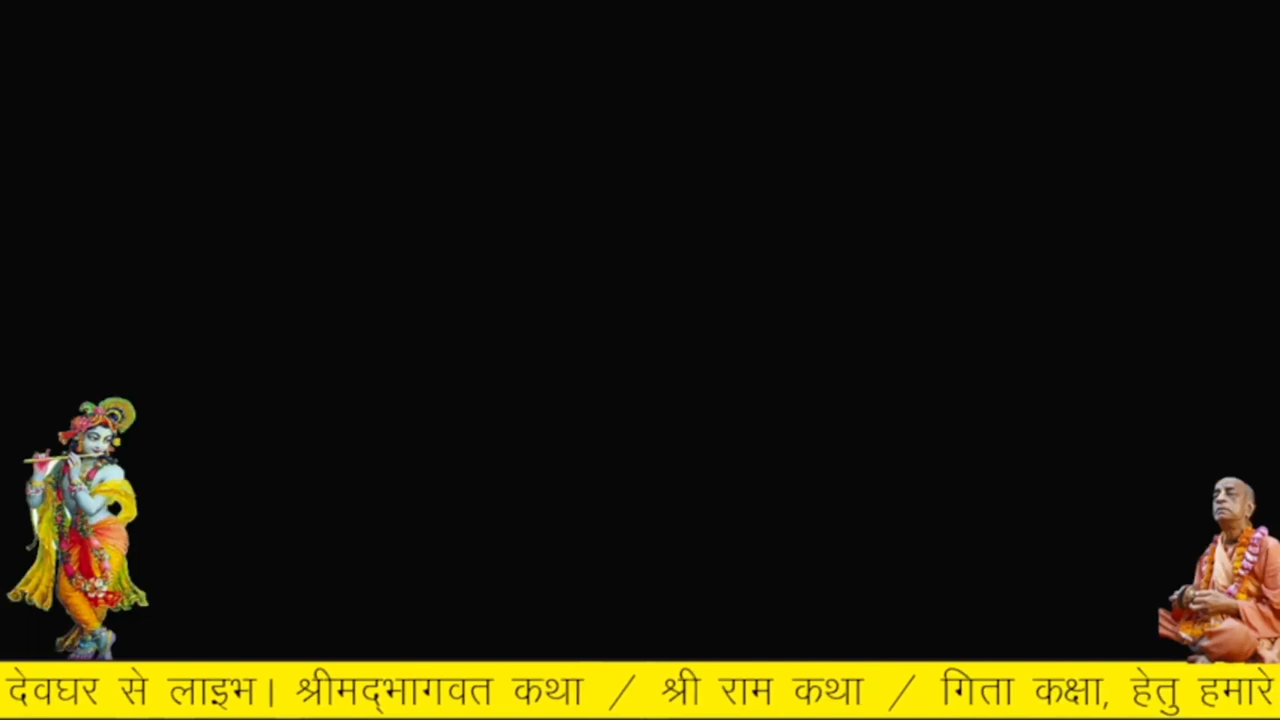 देवघर से लाइभ। श्रीमद्भागवत कथा / श्री राम कथा / गिता कक्षा, हेतु हमारे